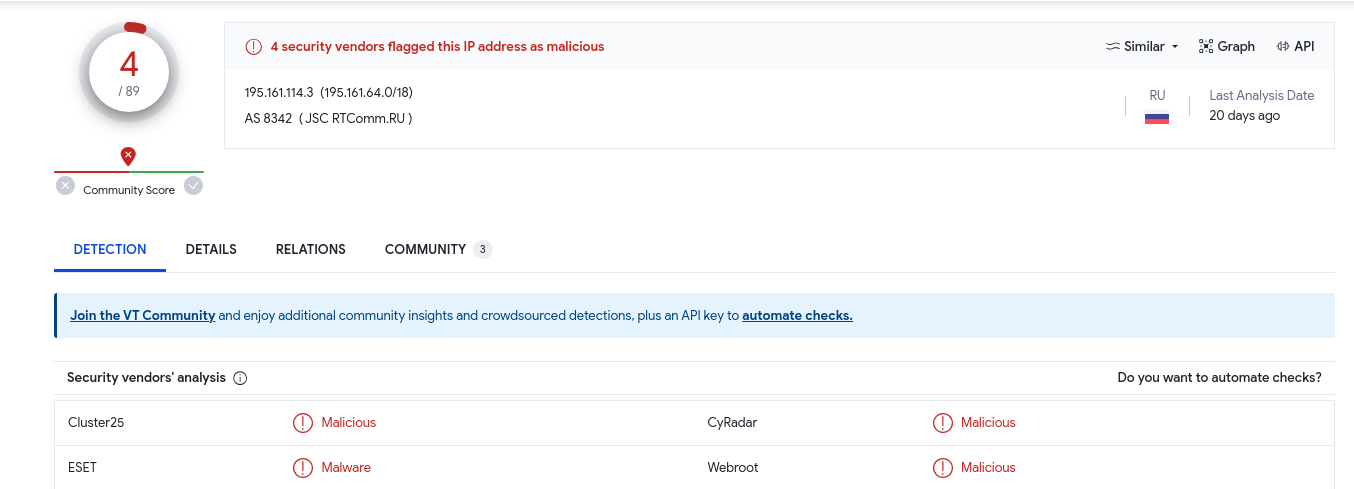 4
/ 89
Community Score
4 security vendors flagged this IP address as malicious
Similar
Graph
API
195.161.114.3 (195.161.64.0/18)
AS 8342 ( JSC RTComm.RU )
RU
Last Analysis Date
20 days ago
DETECTION DETAILS RELATIONS COMMUNITY 3
Join the VT Community and enjoy additional community insights and crowdsourced detections, plus an API key to automate checks.
Security vendors' analysis Do you want to automate checks?
Cluster25 Malicious CyRadar Malicious
ESET Malware Webroot Malicious